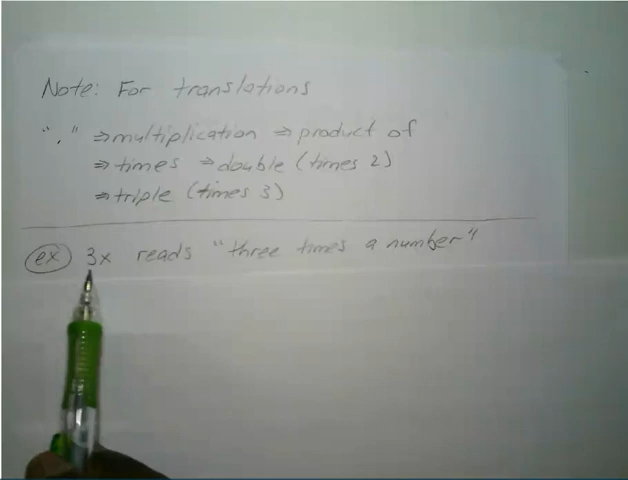 Note: For translations
"." ⇒ multiplication ⇒ product of
⇒ times ⇒ double (times 2)
⇒ triple (times 3)
ex 3x reads "three times a number"